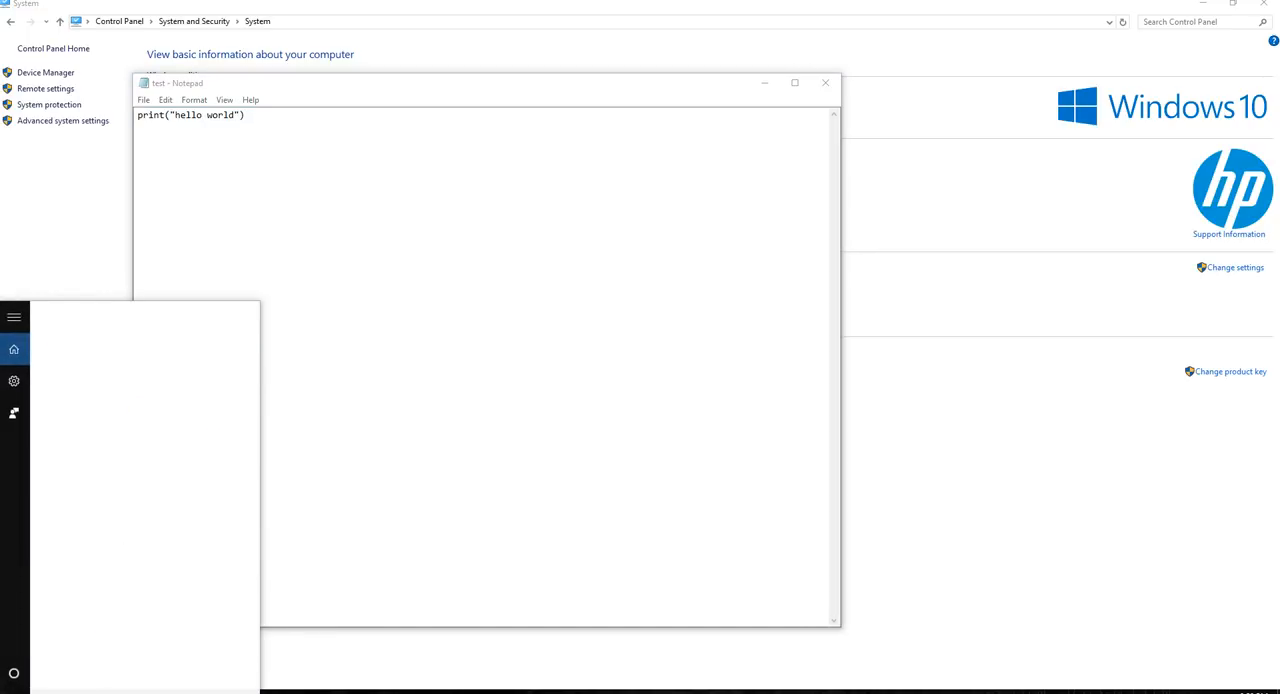 System
Control Panel > System and Security > System
Search Control Panel
Control Panel Home
View basic information about your computer
Device Manager
Remote settings
System protection
Advanced system settings
test - Notepad
File Edit Format View Help
print("hello world")
Windows 10
hp
Support Information
Change settings
Change product key